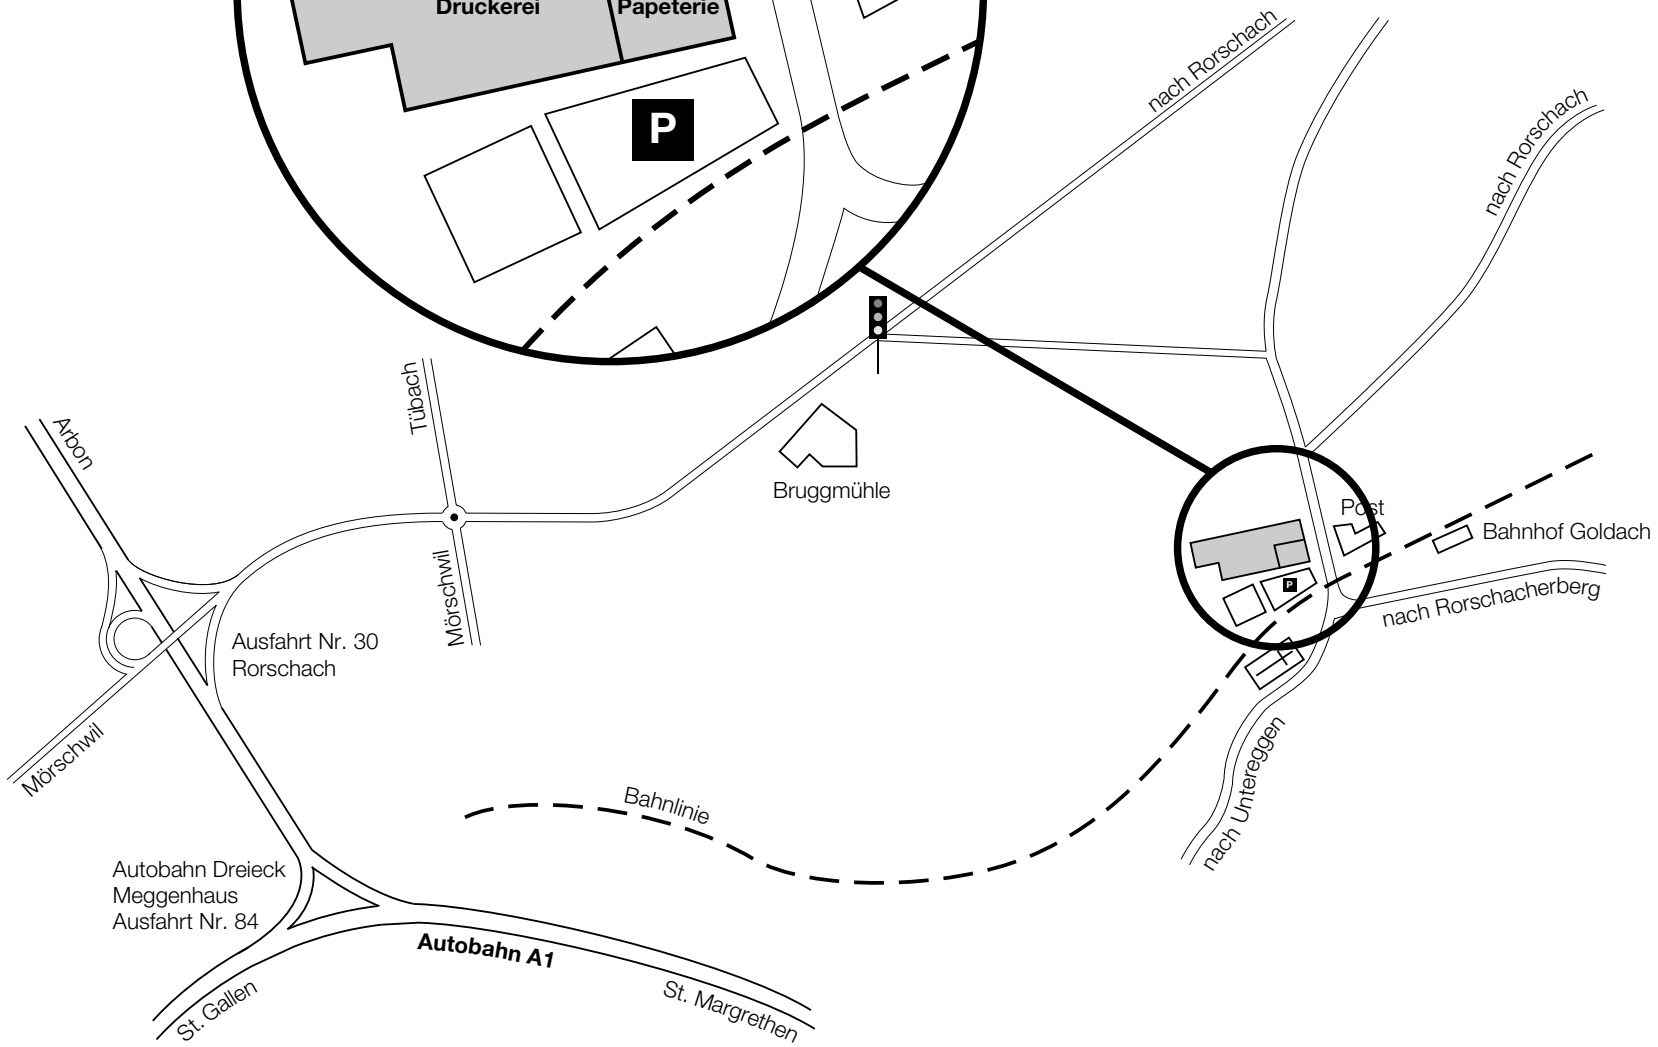 Druckerei
Papeterie
P
nach Rorschach
nach Rorschach
Tübach
Arbon
Bruggmühle
Post
Bahnhof Goldach
P
nach Rorschacherberg
Mörschwil
Ausfahrt Nr. 30
Rorschach
Mörschwil
nach Untereggen
Bahnlinie
Autobahn Dreieck
Meggenhaus
Ausfahrt Nr. 84
Autobahn A1
St. Gallen
St. Margrethen